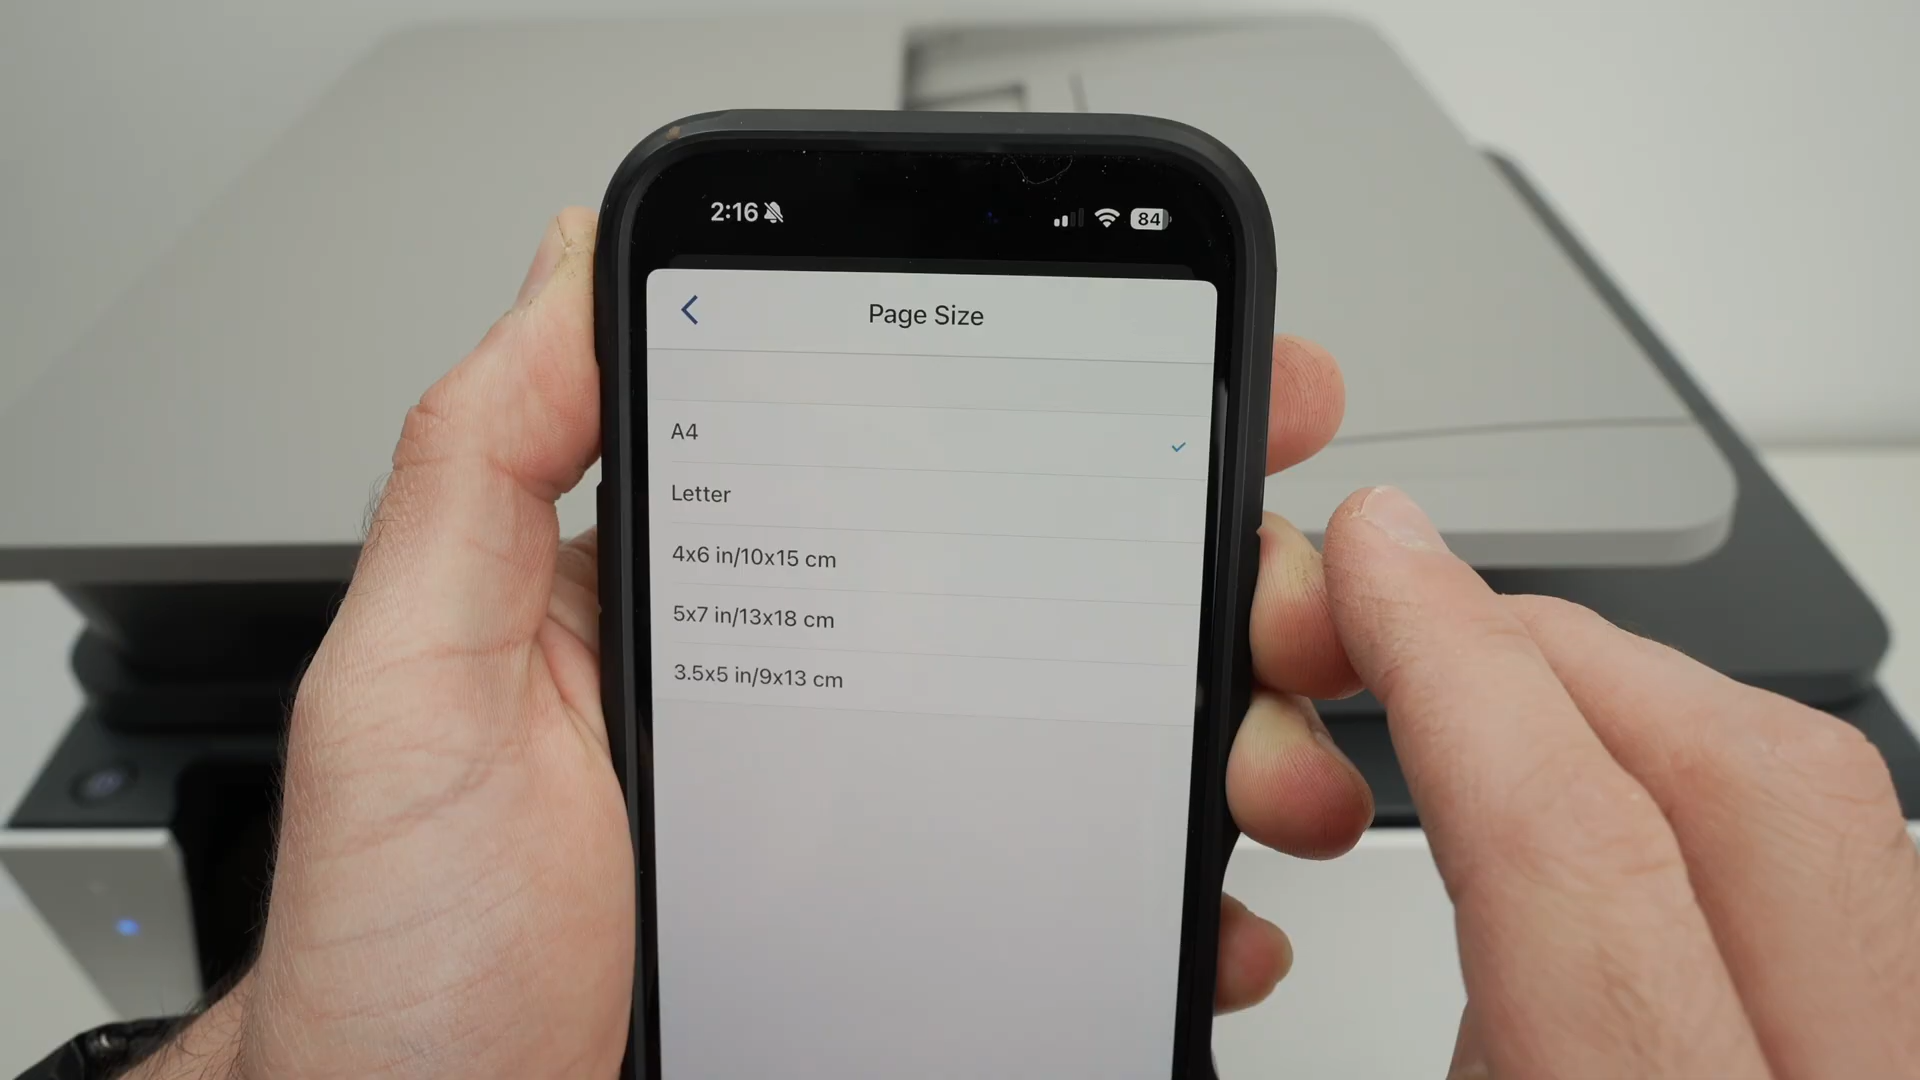 2:16
84
Page Size
A4
Letter
4x6 in/10x15 cm
5x7 in/13x18 cm
3.5x5 in/9x13 cm